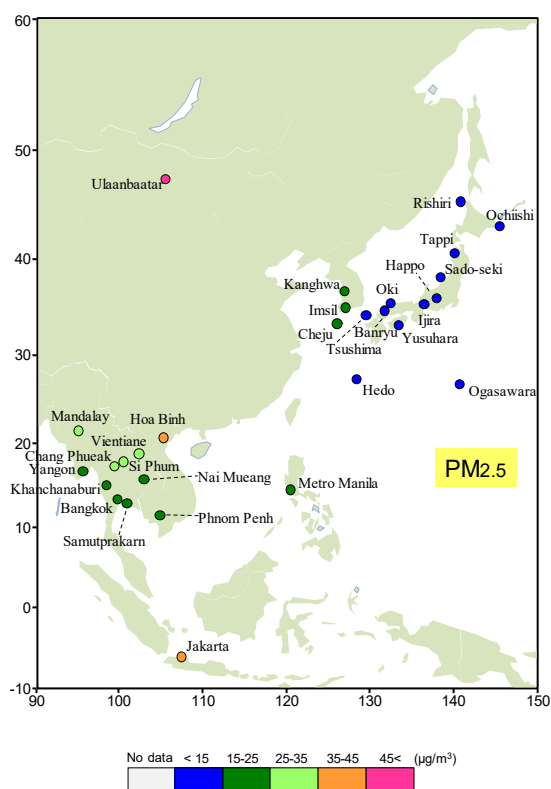 60
50
Ulaanbaatar
Rishiri
Ochiishi
40
Tappi
Happo
Sado-seki
Kanghwa
Oki
Imsil
Ijira
Cheju
Banryu
Yusuhara
Tsushima
30
Hedo
Ogasawara
Mandalay
Hoa Binh
20
Vientiane
Chang Phueak
Si Phum
PM2.5
Yangon
Nai Mueang
Metro Manila
Khanchanaburi
Bangkok
Phnom Penh
10
Samutprakarn
0
Jakarta
-10
90 100 110 120 130 140 150
No data < 15 15-25 25-35 35-45 45< (μg/m³)